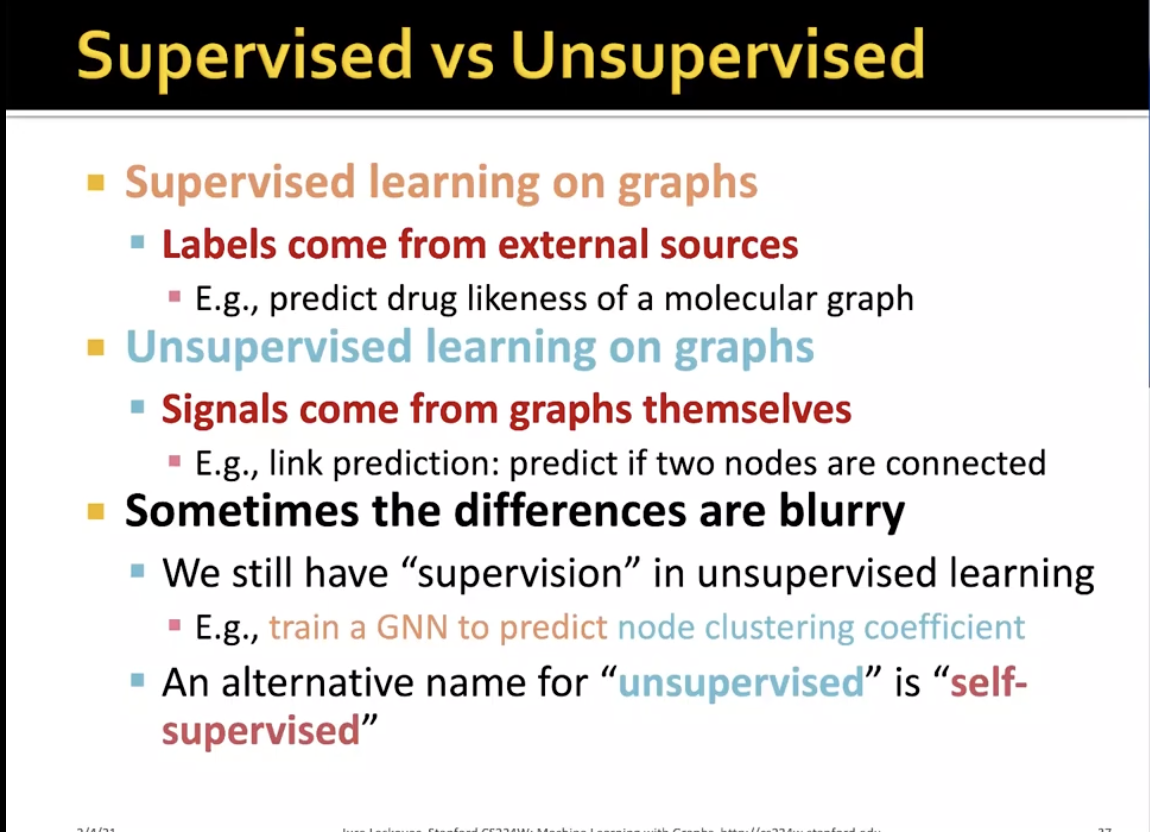 Supervised vs Unsupervised
Supervised learning on graphs
Labels come from external sources
E.g., predict drug likeness of a molecular graph
Unsupervised learning on graphs
Signals come from graphs themselves
E.g., link prediction: predict if two nodes are connected
Sometimes the differences are blurry
We still have “supervision” in unsupervised learning
E.g., train a GNN to predict node clustering coefficient
An alternative name for “unsupervised” is “self-
supervised”
Jure Leskovec, Stanford CS224W: Machine Learning with Graphs, http://cs224w.stanford.edu